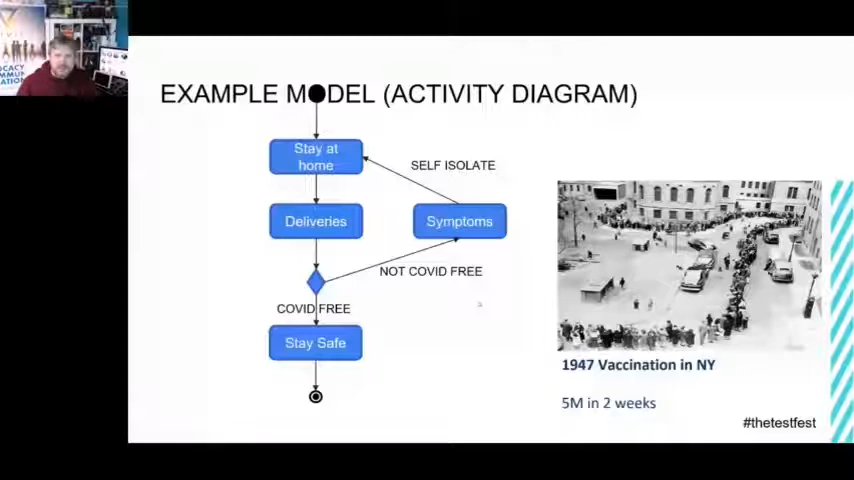 OCACY
EXAMPLE MODEL (ACTIVITY DIAGRAM)
Stay at
home
SELF ISOLATE
Deliveries
Symptoms
NOT COVID FREE
COVID FREE
Stay Safe
1947 Vaccination in NY
5M in 2 weeks
#thetestfest